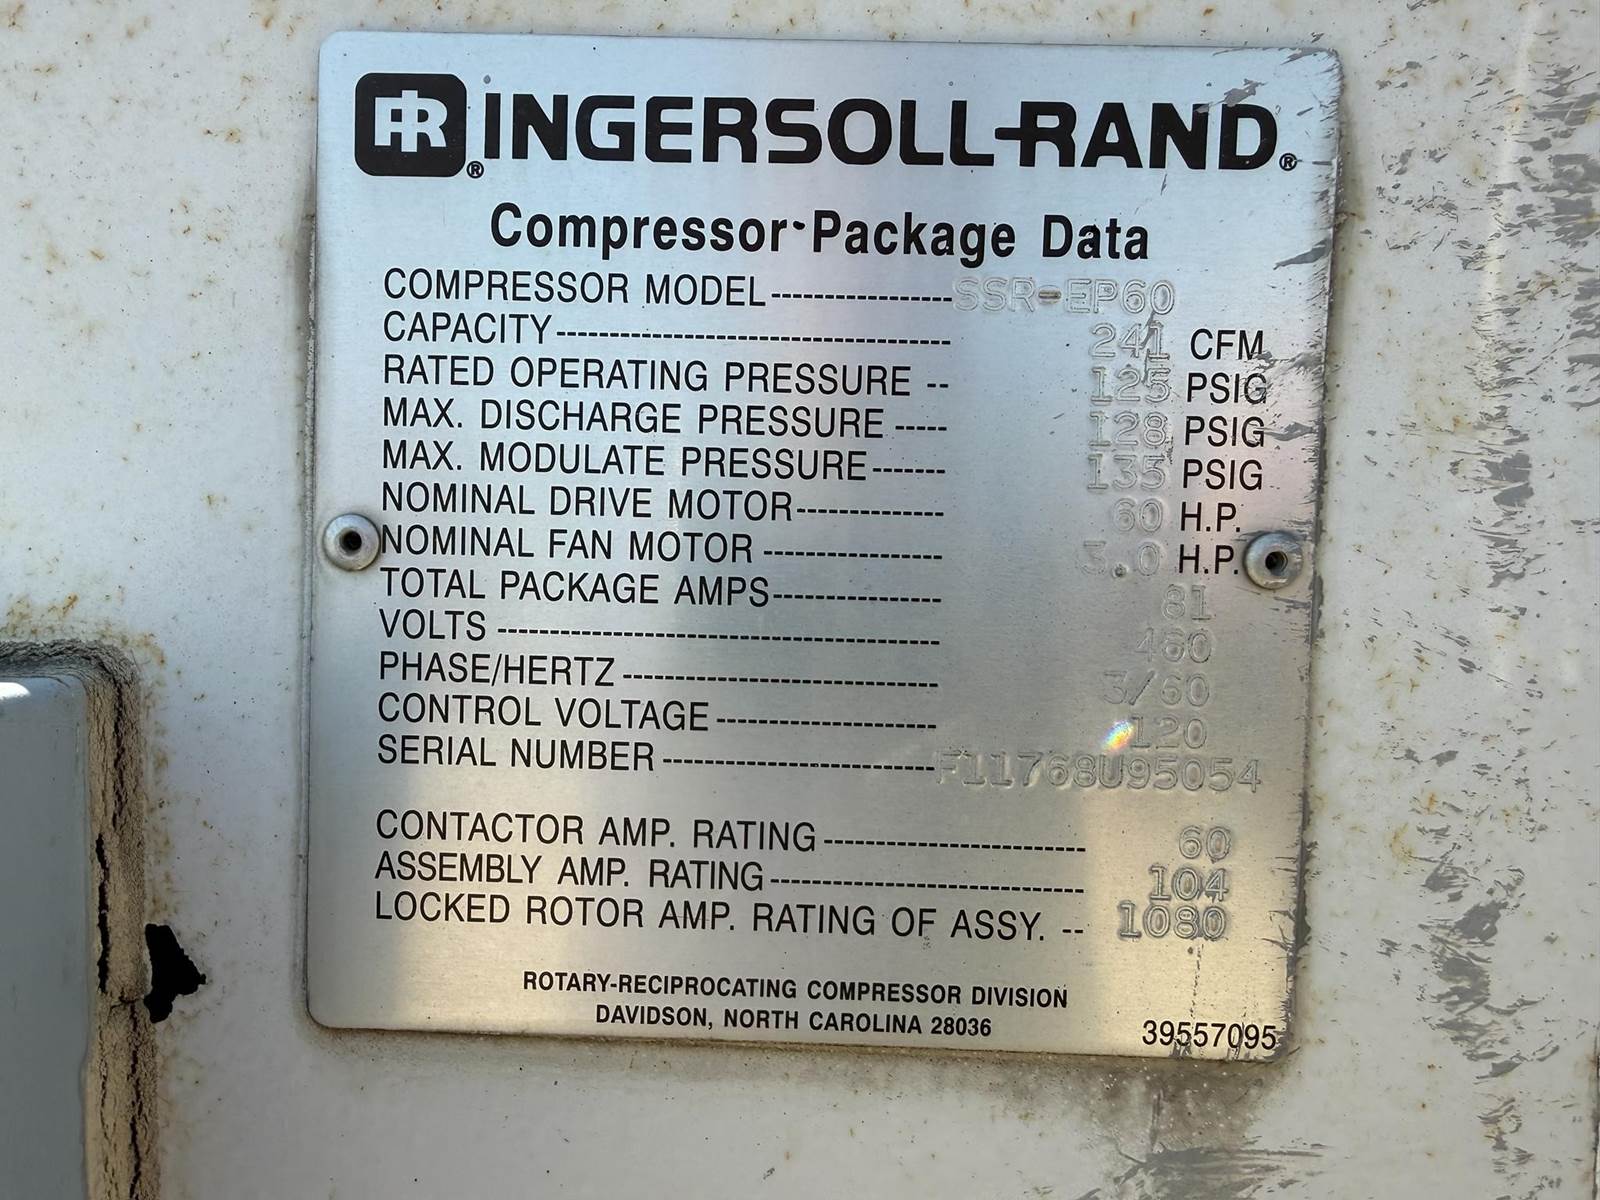 IR® INGERSOLL-RAND®
Compressor Package Data
COMPRESSOR MODEL ----------------- SSR-EP60
CAPACITY ------------------------------------- 241 CFM
RATED OPERATING PRESSURE -- 125 PSIG
MAX. DISCHARGE PRESSURE ----- 128 PSIG
MAX. MODULATE PRESSURE ------- 135 PSIG
NOMINAL DRIVE MOTOR -------------- 60 H.P.
NOMINAL FAN MOTOR ----------------- 3.0 H.P.
TOTAL PACKAGE AMPS ---------------- 81
VOLTS ------------------------------------------ 460
PHASE/HERTZ ------------------------------ 3/60
CONTROL VOLTAGE --------------------- 120
SERIAL NUMBER -------------------------- F11768U95054
CONTACTOR AMP. RATING ------------------------- 60
ASSEMBLY AMP. RATING ------------------------------ 104
LOCKED ROTOR AMP. RATING OF ASSY. -- 1080
ROTARY-RECIPROCATING COMPRESSOR DIVISION
DAVIDSON, NORTH CAROLINA 28036
39557095